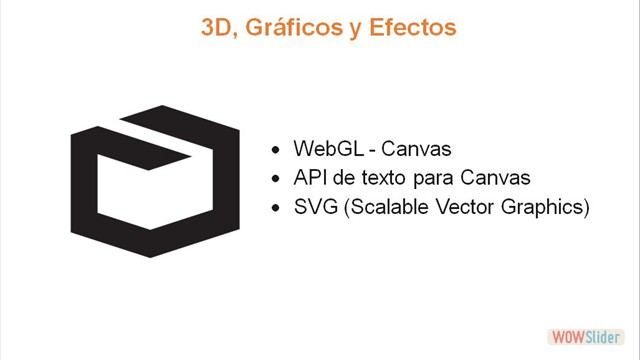 3D, Gráficos y Efectos
• WebGL - Canvas
• API de texto para Canvas
• SVG (Scalable Vector Graphics)
WOWSlider